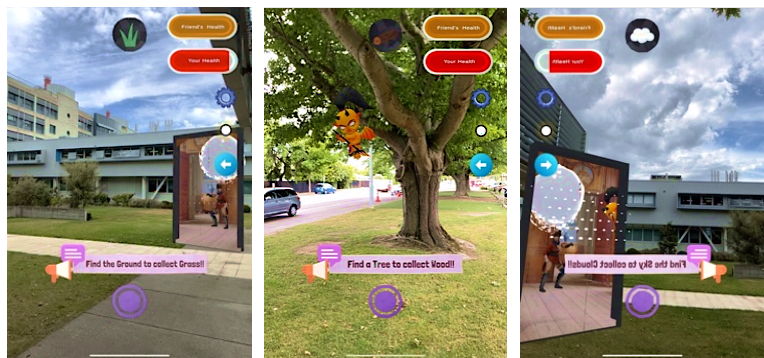 Friend's Health
Your Health
Find the Ground to collect Grass!!
Friend's Health
Your Health
Find a Tree to collect Wood!!
Friend's Health
Your Health
Find the Sky to collect Clouds!!